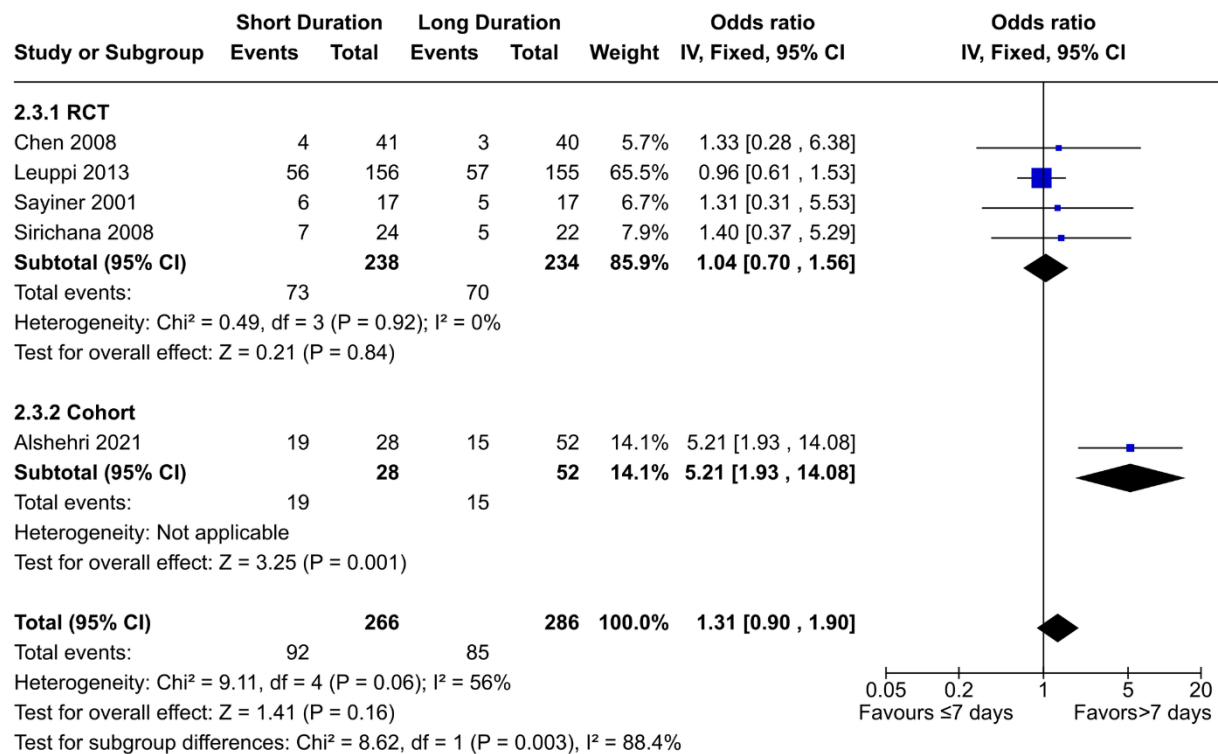 Short Duration Long Duration Odds ratio Odds ratio
Study or Subgroup Events Total Events Total Weight IV, Fixed, 95% CI IV, Fixed, 95% CI
2.3.1 RCT
Chen 2008 4 41 3 40 5.7% 1.33 [0.28 , 6.38]
Leuppi 2013 56 156 57 155 65.5% 0.96 [0.61 , 1.53]
Sayiner 2001 6 17 5 17 6.7% 1.31 [0.31 , 5.53]
Sirichana 2008 7 24 5 22 7.9% 1.40 [0.37 , 5.29]
Subtotal (95% CI) 238 234 85.9% 1.04 [0.70 , 1.56]
Total events: 73 70
Heterogeneity: Chi² = 0.49, df = 3 (P = 0.92); I² = 0%
Test for overall effect: Z = 0.21 (P = 0.84)
2.3.2 Cohort
Alshehri 2021 19 28 15 52 14.1% 5.21 [1.93 , 14.08]
Subtotal (95% CI) 28 52 14.1% 5.21 [1.93 , 14.08]
Total events: 19 15
Heterogeneity: Not applicable
Test for overall effect: Z = 3.25 (P = 0.001)
Total (95% CI) 266 286 100.0% 1.31 [0.90 , 1.90]
Total events: 92 85
Heterogeneity: Chi² = 9.11, df = 4 (P = 0.06); I² = 56%
Test for overall effect: Z = 1.41 (P = 0.16)
Test for subgroup differences: Chi² = 8.62, df = 1 (P = 0.003), I² = 88.4%
0.05 0.2 1 5 20
Favours ≤7 days Favors>7 days